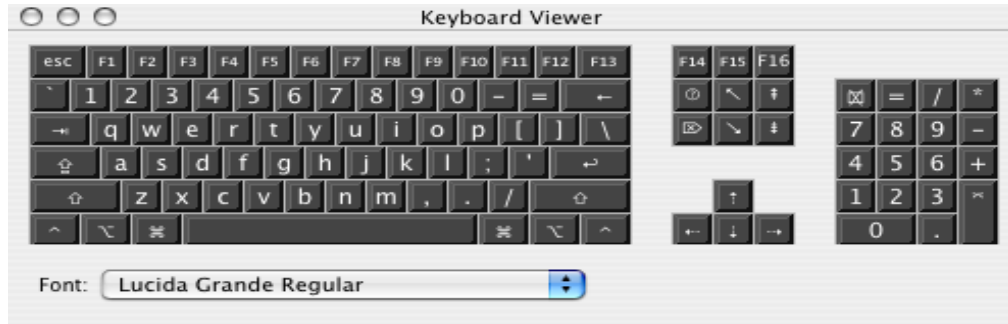 Keyboard Viewer
esc F1 F2 F3 F4 F5 F6 F7 F8 F9 F10 F11 F12 F13 F14 F15 F16
` 1 2 3 4 5 6 7 8 9 0 - = ← ? ↖ ⇞ ⌧ = / *
⇥ q w e r t y u i o p [ ] \ ⌦ ↘ ⇟ 7 8 9 -
⇪ a s d f g h j k l ; ' ↩ 4 5 6 +
⇧ z x c v b n m , . / ⇧ ↑ 1 2 3 ⌤
^ ⌥ ⌘ ⌘ ⌥ ^ ← ↓ → 0 .
Font: Lucida Grande Regular